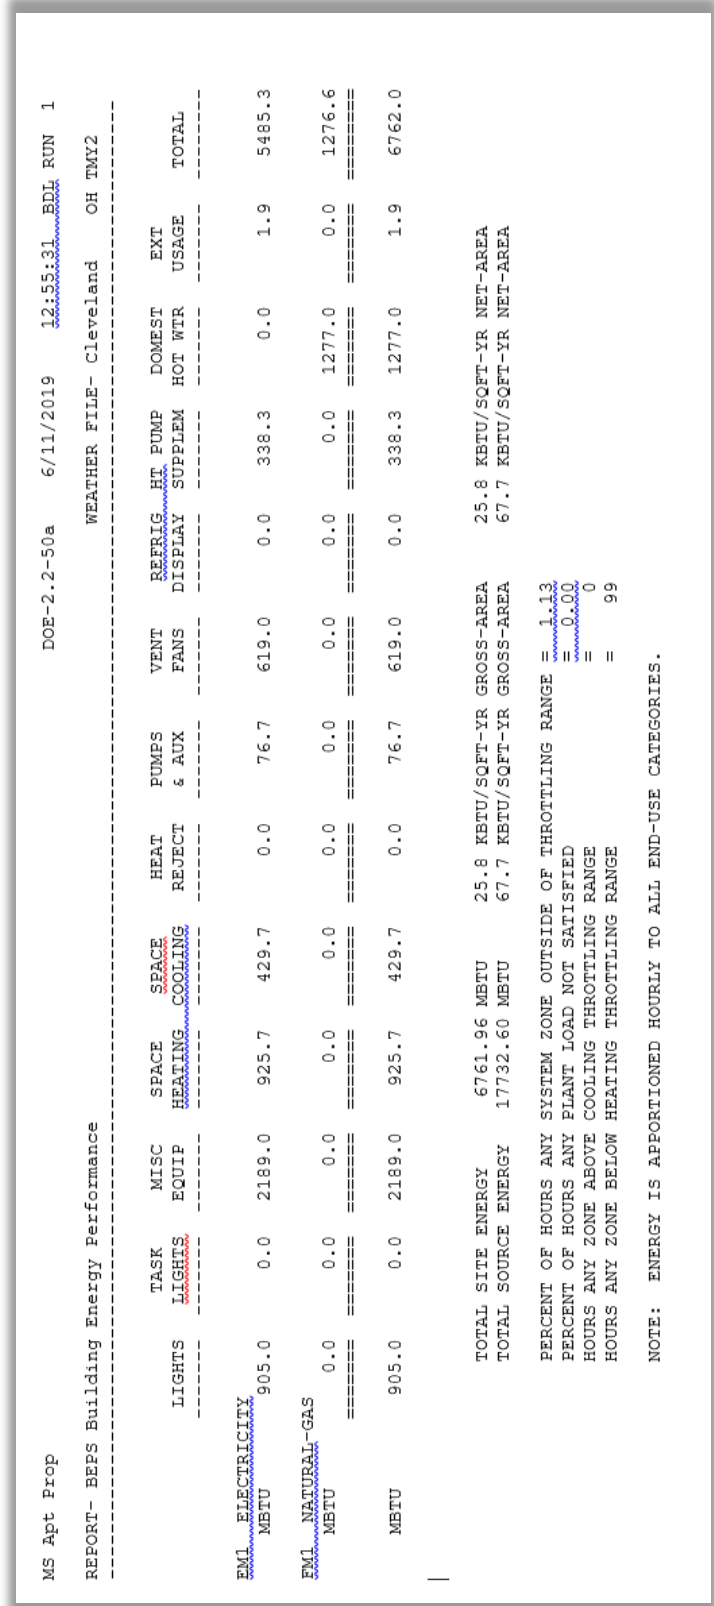 MS Apt Prop DOE-2.2-50a 6/11/2019 12:55:31 BDL RUN 1
REPORT- BEPS Building Energy Performance WEATHER FILE- Cleveland OH TMY2
---------------------------------------------------------------------------------------------------------------------------------
TASK MISC SPACE SPACE HEAT PUMPS VENT REFRIG HT PUMP DOMEST EXT
LIGHTS LIGHTS EQUIP HEATING COOLING REJECT & AUX FANS DISPLAY SUPPLEM HOT WTR USAGE TOTAL
------- ------- ------- ------- ------- ------- ------- ------- ------- ------- ------- ------- -------
EM1 ELECTRICITY
MBTU 905.0 0.0 2189.0 925.7 429.7 0.0 76.7 619.0 0.0 338.3 0.0 1.9 5485.3
FM1 NATURAL-GAS
MBTU 0.0 0.0 0.0 0.0 0.0 0.0 0.0 0.0 0.0 0.0 1277.0 0.0 1276.6
======= ======= ======= ======= ======= ======= ======= ======= ======= ======= ======= ======= =======
MBTU 905.0 0.0 2189.0 925.7 429.7 0.0 76.7 619.0 0.0 338.3 1277.0 1.9 6762.0
TOTAL SITE ENERGY 6761.96 MBTU 25.8 KBTU/SQFT-YR GROSS-AREA 25.8 KBTU/SQFT-YR NET-AREA
TOTAL SOURCE ENERGY 17732.60 MBTU 67.7 KBTU/SQFT-YR GROSS-AREA 67.7 KBTU/SQFT-YR NET-AREA
PERCENT OF HOURS ANY SYSTEM ZONE OUTSIDE OF THROTTLING RANGE = 1.13
PERCENT OF HOURS ANY PLANT LOAD NOT SATISFIED = 0.00
HOURS ANY ZONE ABOVE COOLING THROTTLING RANGE = 0
HOURS ANY ZONE BELOW HEATING THROTTLING RANGE = 99
NOTE: ENERGY IS APPORTIONED HOURLY TO ALL END-USE CATEGORIES.